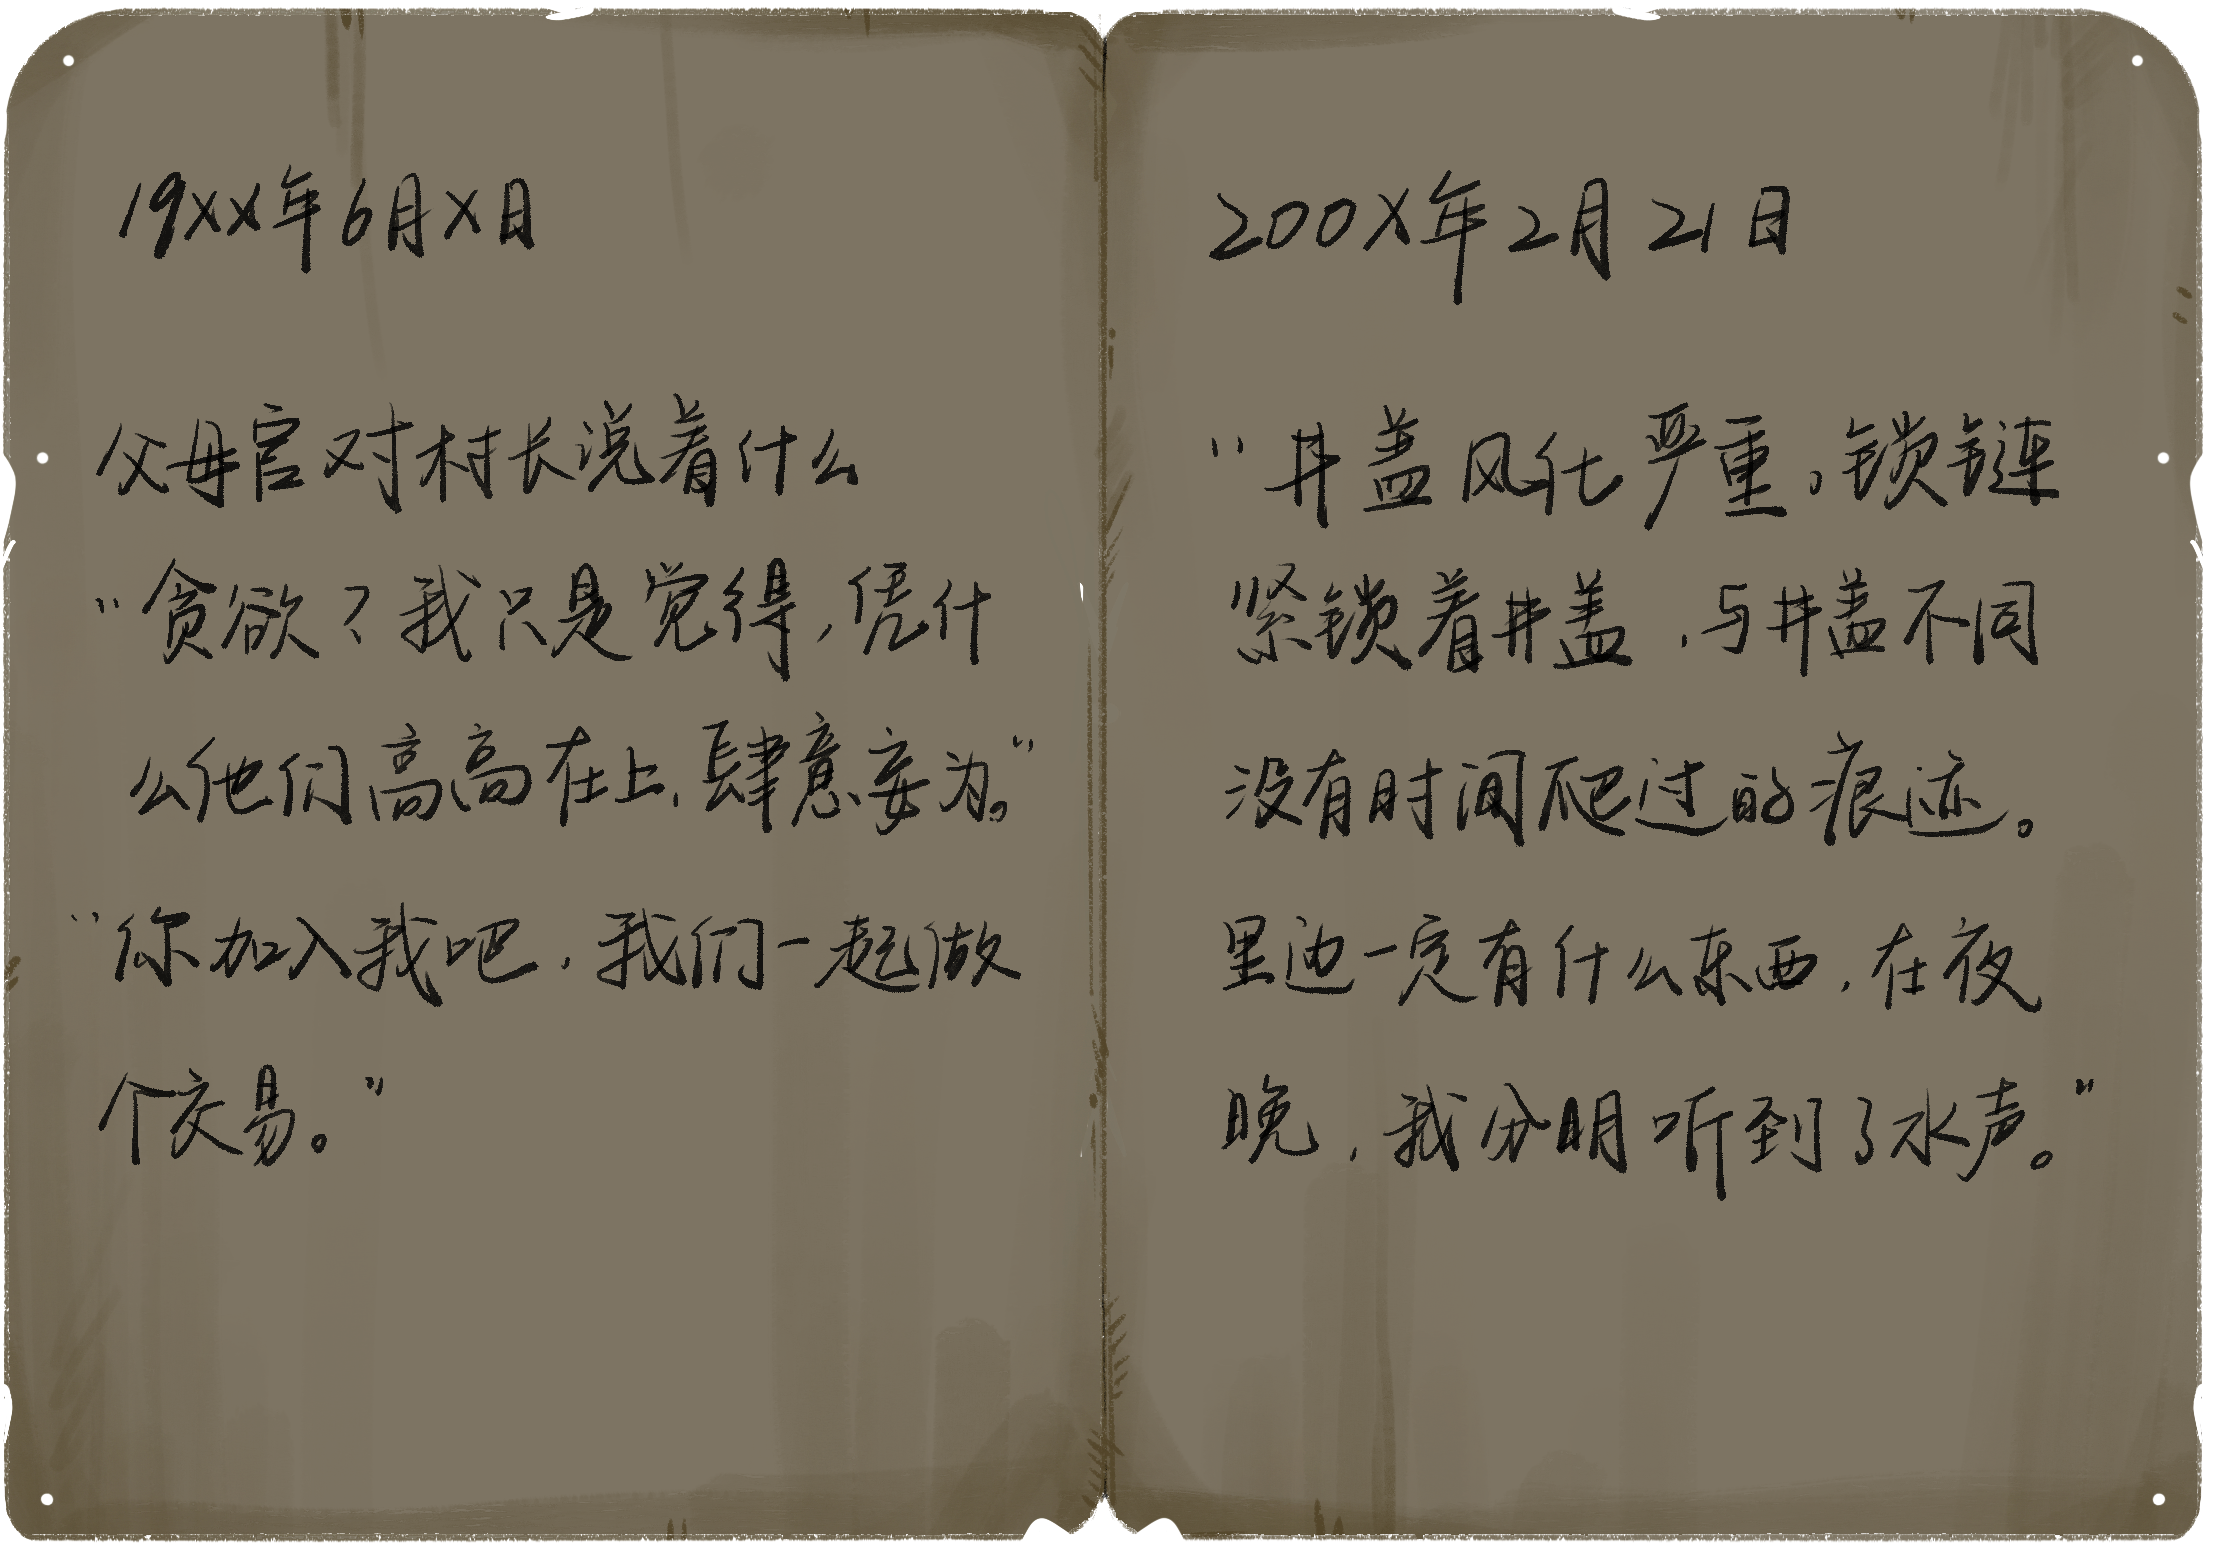 19XX年6月X日
父母官对村长说着什么
“贪欲？我只是觉得，凭什
么他们高高在上，肆意妄为。”
“你加入我吧，我们一起做
个交易。”
200X年2月21日
“井盖风化严重。锁链
紧锁着井盖，与井盖不同
没有时间爬过的痕迹。
里边一定有什么东西，在夜
晚，我分明听到了水声。”